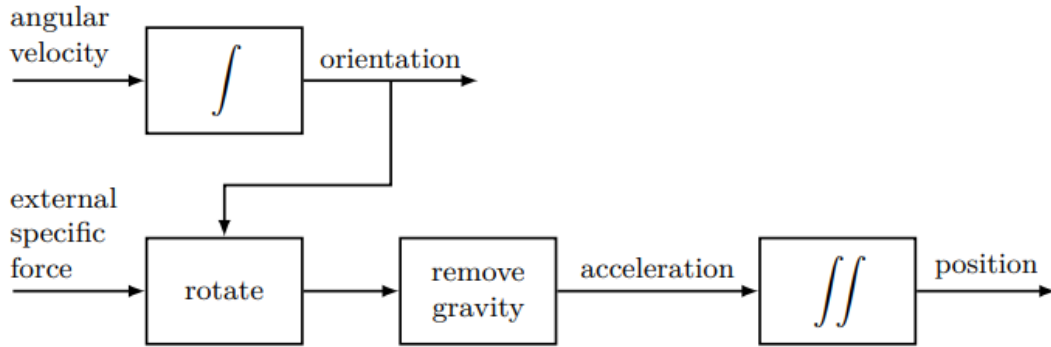 angular
velocity
∫
orientation
external
specific
force
rotate
remove
gravity
acceleration
∬
position